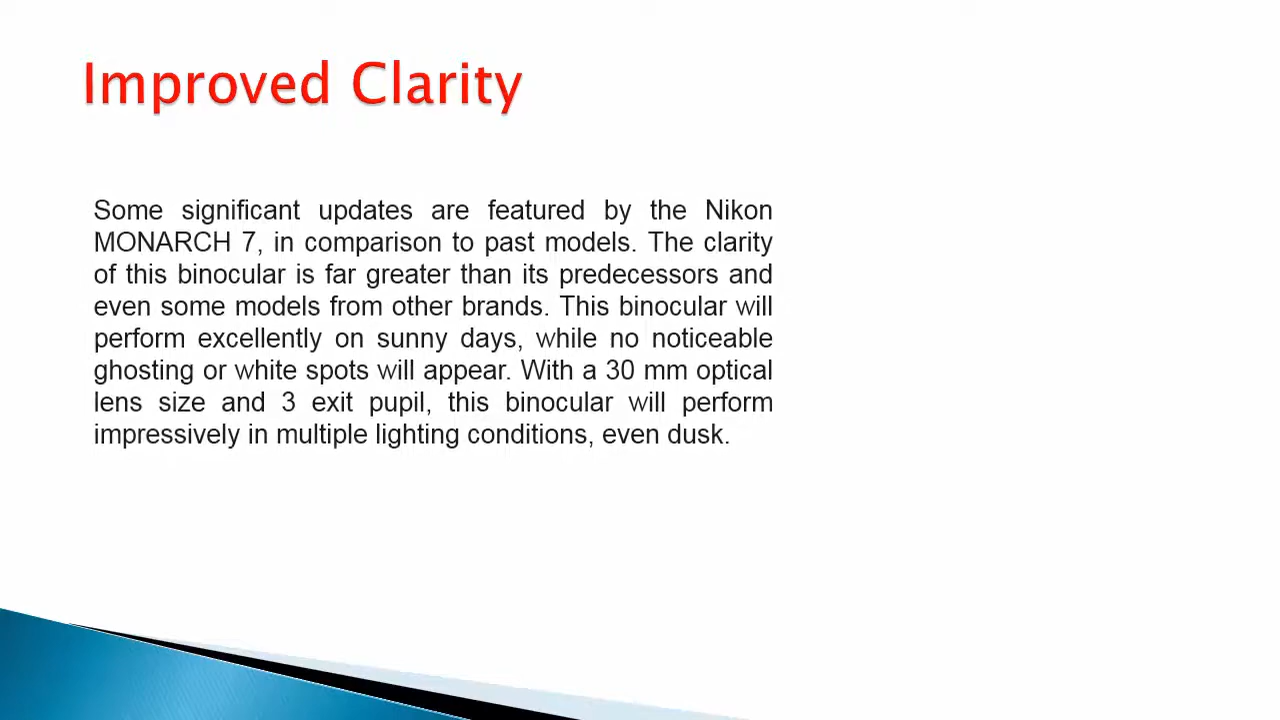 Improved Clarity
Some significant updates are featured by the Nikon
MONARCH 7, in comparison to past models. The clarity
of this binocular is far greater than its predecessors and
even some models from other brands. This binocular will
perform excellently on sunny days, while no noticeable
ghosting or white spots will appear. With a 30 mm optical
lens size and 3 exit pupil, this binocular will perform
impressively in multiple lighting conditions, even dusk.